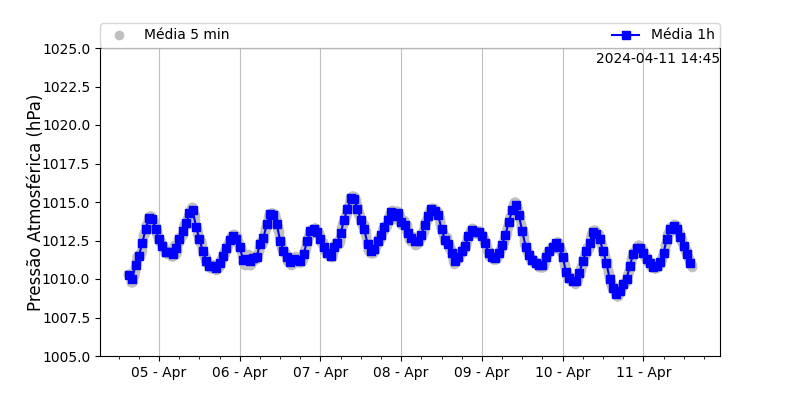 Média 5 min
Média 1h
2024-04-11 14:45
Pressão Atmosférica (hPa)
1025.0
1022.5
1020.0
1017.5
1015.0
1012.5
1010.0
1007.5
1005.0
05 - Apr
06 - Apr
07 - Apr
08 - Apr
09 - Apr
10 - Apr
11 - Apr